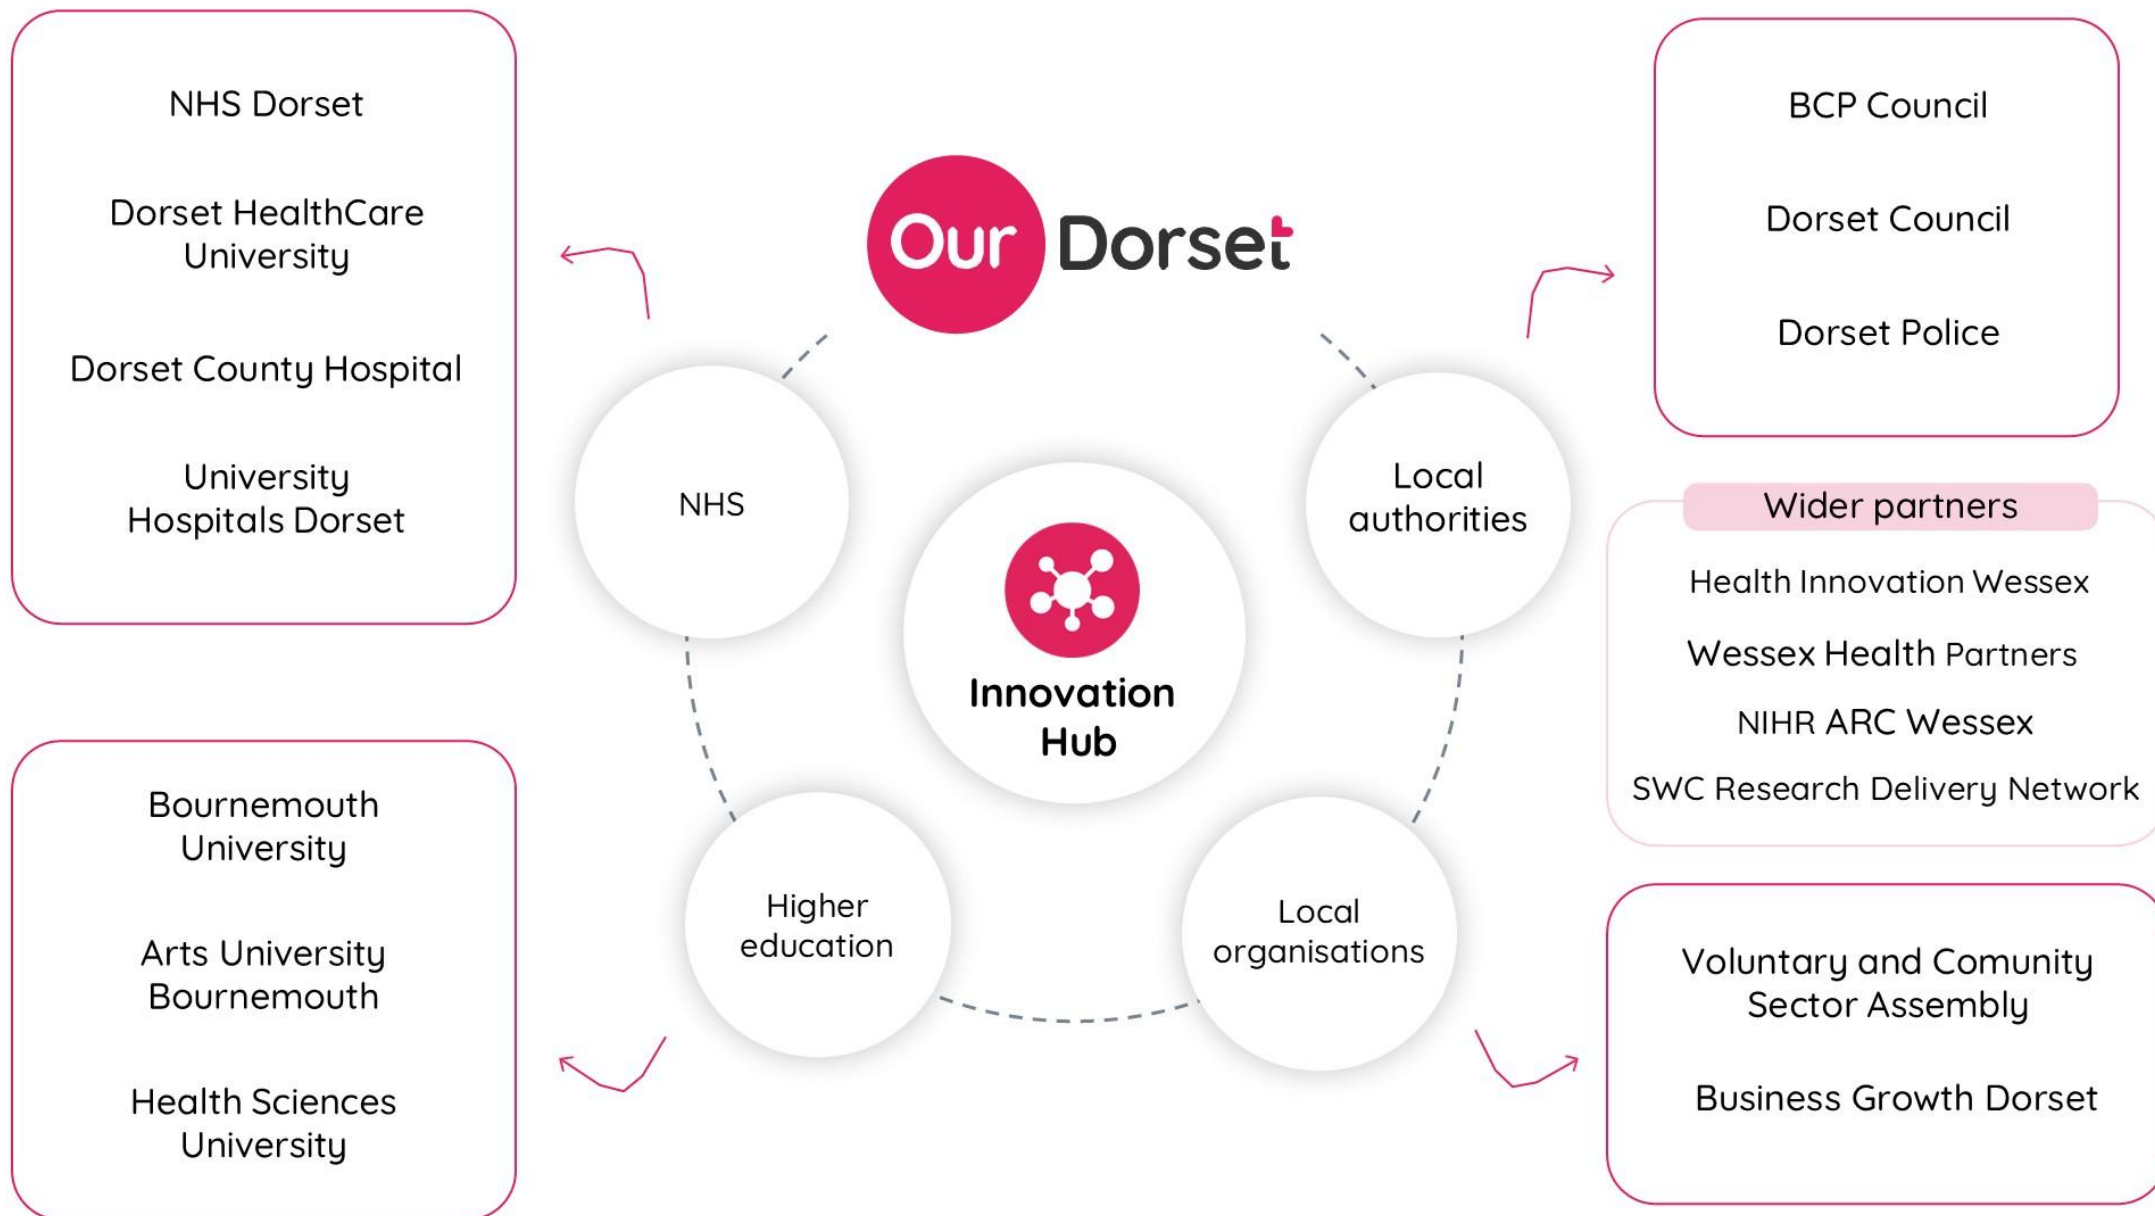 NHS Dorset
Dorset HealthCare
University
Dorset County Hospital
University
Hospitals Dorset
Our Dorset
BCP Council
Dorset Council
Dorset Police
NHS
Local
authorities
Innovation
Hub
Wider partners
Health Innovation Wessex
Wessex Health Partners
NIHR ARC Wessex
SWC Research Delivery Network
Bournemouth
University
Arts University
Bournemouth
Health Sciences
University
Higher
education
Local
organisations
Voluntary and Comunity
Sector Assembly
Business Growth Dorset